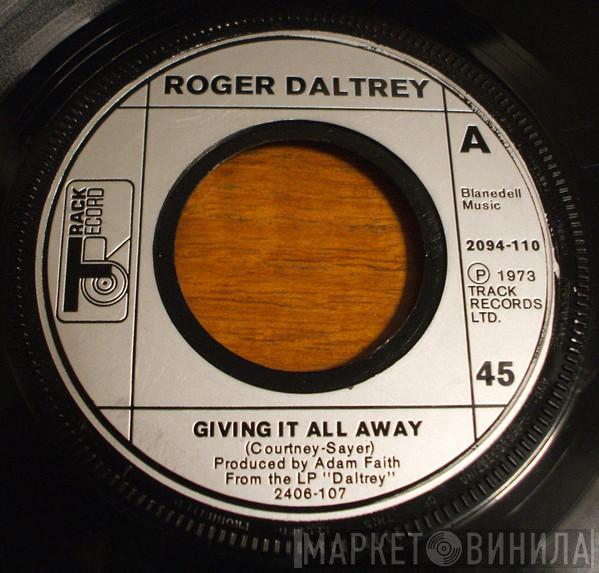 ROGER DALTREY
A
Blanedell
Music
2094-110
Ⓟ 1973
TRACK
RECORDS
LTD.
45
TRACK
RECORD
GIVING IT ALL AWAY
(Courtney-Sayer)
Produced by Adam Faith
From the LP "Daltrey"
2406-107
МАРКЕТ ВИНИЛА